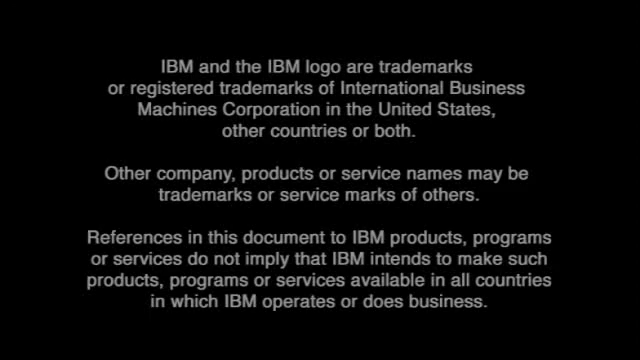 IBM and the IBM logo are trademarks
or registered trademarks of International Business
Machines Corporation in the United States,
other countries or both.
Other company, products or service names may be
trademarks or service marks of others.
References in this document to IBM products, programs
or services do not imply that IBM intends to make such
products, programs or services available in all countries
in which IBM operates or does business.